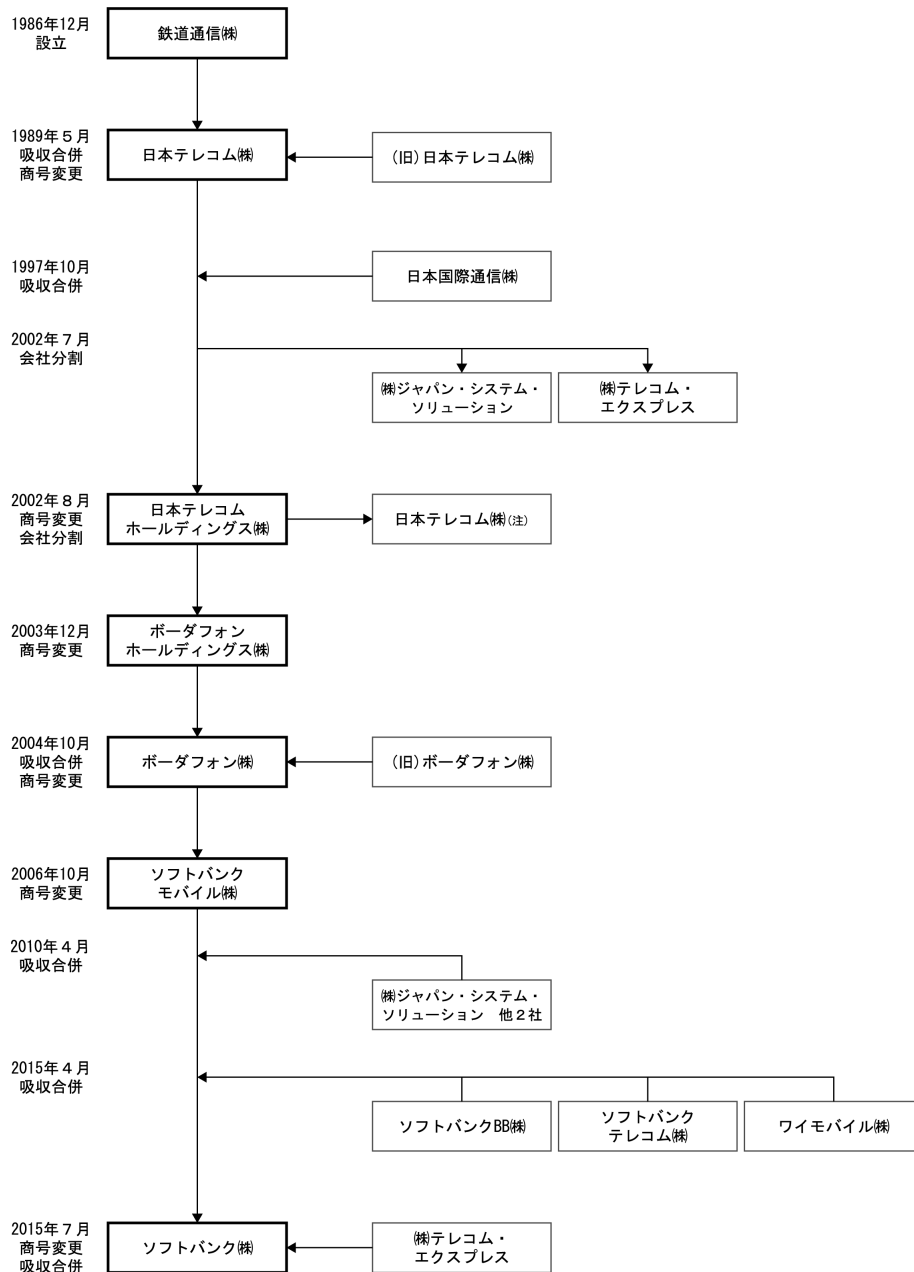 1986年12月
設立
鉄道通信㈱
1989年５月
吸収合併
商号変更
日本テレコム㈱
(旧)日本テレコム㈱
1997年10月
吸収合併
日本国際通信㈱
2002年７月
会社分割
㈱ジャパン・システム・
ソリューション
㈱テレコム・
エクスプレス
2002年８月
商号変更
会社分割
日本テレコム
ホールディングス㈱
日本テレコム㈱(注)
2003年12月
商号変更
ボーダフォン
ホールディングス㈱
2004年10月
吸収合併
商号変更
ボーダフォン㈱
(旧)ボーダフォン㈱
2006年10月
商号変更
ソフトバンク
モバイル㈱
2010年４月
吸収合併
㈱ジャパン・システム・
ソリューション　他２社
2015年４月
吸収合併
ソフトバンクBB㈱
ソフトバンク
テレコム㈱
ワイモバイル㈱
2015年７月
商号変更
吸収合併
ソフトバンク㈱
㈱テレコム・
エクスプレス